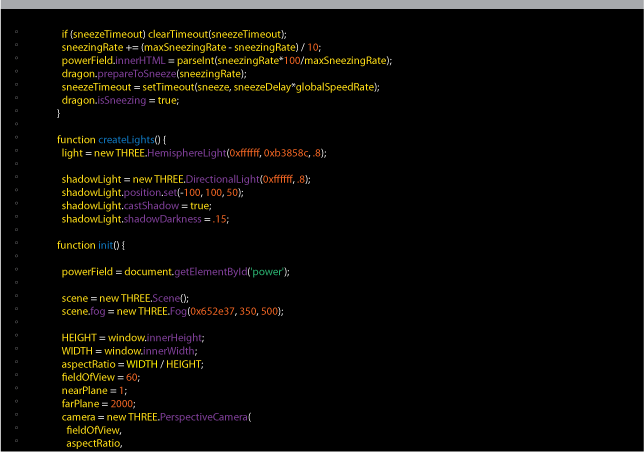 if (sneezeTimeout) clearTimeout(sneezeTimeout);
sneezingRate += (maxSneezingRate - sneezingRate) / 10;
powerField.innerHTML = parseInt(sneezingRate*100/maxSneezingRate);
dragon.prepareToSneeze(sneezingRate);
sneezeTimeout = setTimeout(sneeze, sneezeDelay*globalSpeedRate);
dragon.isSneezing = true;
}
function createLights() {
light = new THREE.HemisphereLight(0xffffff, 0xb3858c, .8);
shadowLight = new THREE.DirectionalLight(0xffffff, .8);
shadowLight.position.set(-100, 100, 50);
shadowLight.castShadow = true;
shadowLight.shadowDarkness = .15;
function init() {
powerField = document.getElementById('power');
scene = new THREE.Scene();
scene.fog = new THREE.Fog(0x652e37, 350, 500);
HEIGHT = window.innerHeight;
WIDTH = window.innerWidth;
aspectRatio = WIDTH / HEIGHT;
fieldOfView = 60;
nearPlane = 1;
farPlane = 2000;
camera = new THREE.PerspectiveCamera(
fieldOfView,
aspectRatio,